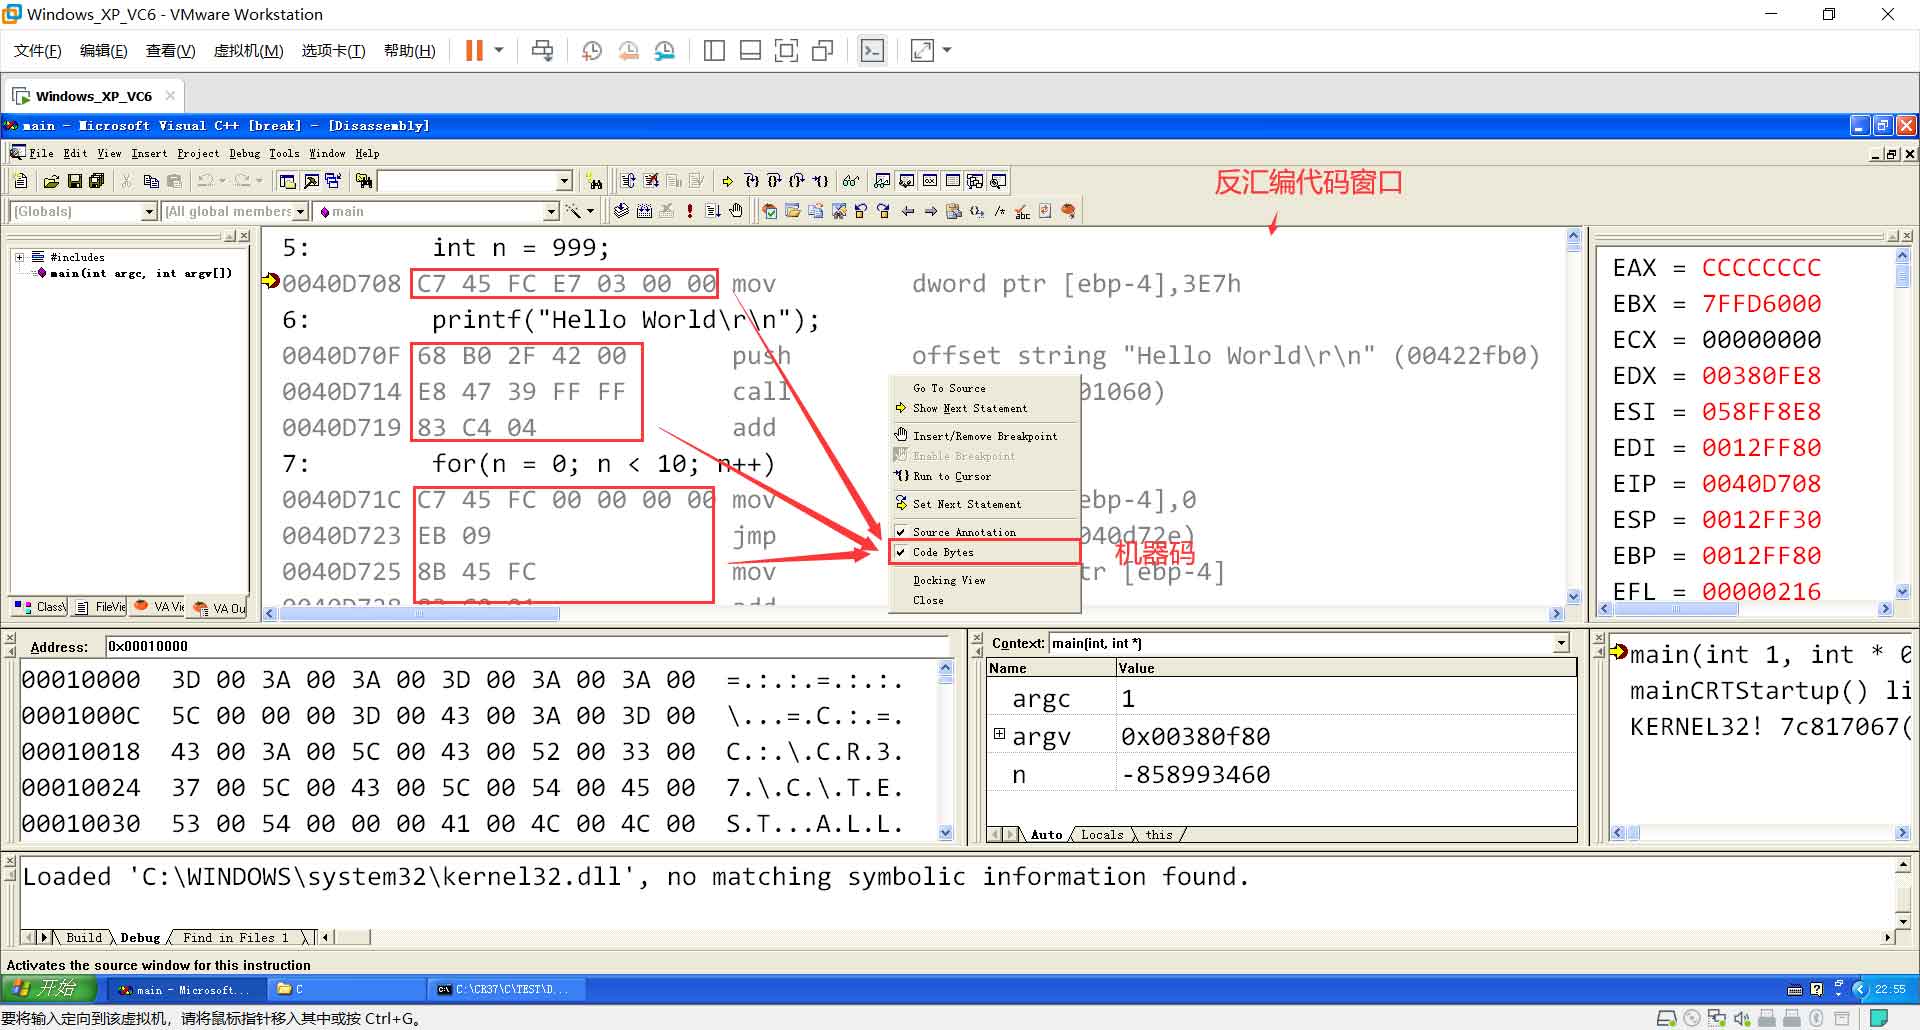 Windows_XP_VC6 - VMware Workstation
文件(F) 编辑(E) 查看(V) 虚拟机(M) 选项卡(T) 帮助(H)
Windows_XP_VC6
main - Microsoft Visual C++ [break] - [Disassembly]
File Edit View Insert Project Debug Tools Window Help
反汇编代码窗口
[Globals] [All global members main
#includes
main(int argc, int argv[])
5: int n = 999;
0040D708 C7 45 FC E7 03 00 00 mov dword ptr [ebp-4],3E7h
6: printf("Hello World\r\n");
0040D70F 68 B0 2F 42 00 push offset string "Hello World\r\n" (00422fb0)
0040D714 E8 47 39 FF FF call 01060)
0040D719 83 C4 04 add
7: for(n = 0; n < 10; n++)
0040D71C C7 45 FC 00 00 00 00 mov ebp-4],0
0040D723 EB 09 jmp 040d72e)
0040D725 8B 45 FC mov tr [ebp-4]
Go To Source
Show Next Statement
Insert/Remove Breakpoint
Enable Breakpoint
Run to Cursor
Set Next Statement
Source Annotation
Code Bytes
机器码
Docking View
Close
EAX = CCCCCCCC
EBX = 7FFD6000
ECX = 00000000
EDX = 00380FE8
ESI = 058FF8E8
EDI = 0012FF80
EIP = 0040D708
ESP = 0012FF30
EBP = 0012FF80
EFL = 00000216
Class FileVie VA Vi VA Ou
Address: 0x00010000
00010000 3D 00 3A 00 3A 00 3D 00 3A 00 3A 00 =.:.:.=.:.:.
0001000C 5C 00 00 00 3D 00 43 00 3A 00 3D 00 \...=.C.:.=.
00010018 43 00 3A 00 5C 00 43 00 52 00 33 00 C.:.\.C.R.3.
00010024 37 00 5C 00 43 00 5C 00 54 00 45 00 7.\.C.\.T.E.
00010030 53 00 54 00 00 00 41 00 4C 00 4C 00 S.T...A.L.L.
Context: main(int, int *)
Name Value
argc 1
argv 0x00380f80
n -858993460
Auto Locals this
main(int 1, int * 0
mainCRTStartup() li
KERNEL32! 7c817067(
Loaded 'C:\WINDOWS\system32\kernel32.dll', no matching symbolic information found.
Build Debug Find in Files 1
Activates the source window for this instruction
开始 main - Microsoft... C C:\CR37\C\TEST\D... 22:55
要将输入定向到该虚拟机，请将鼠标指针移入其中或按 Ctrl+G。